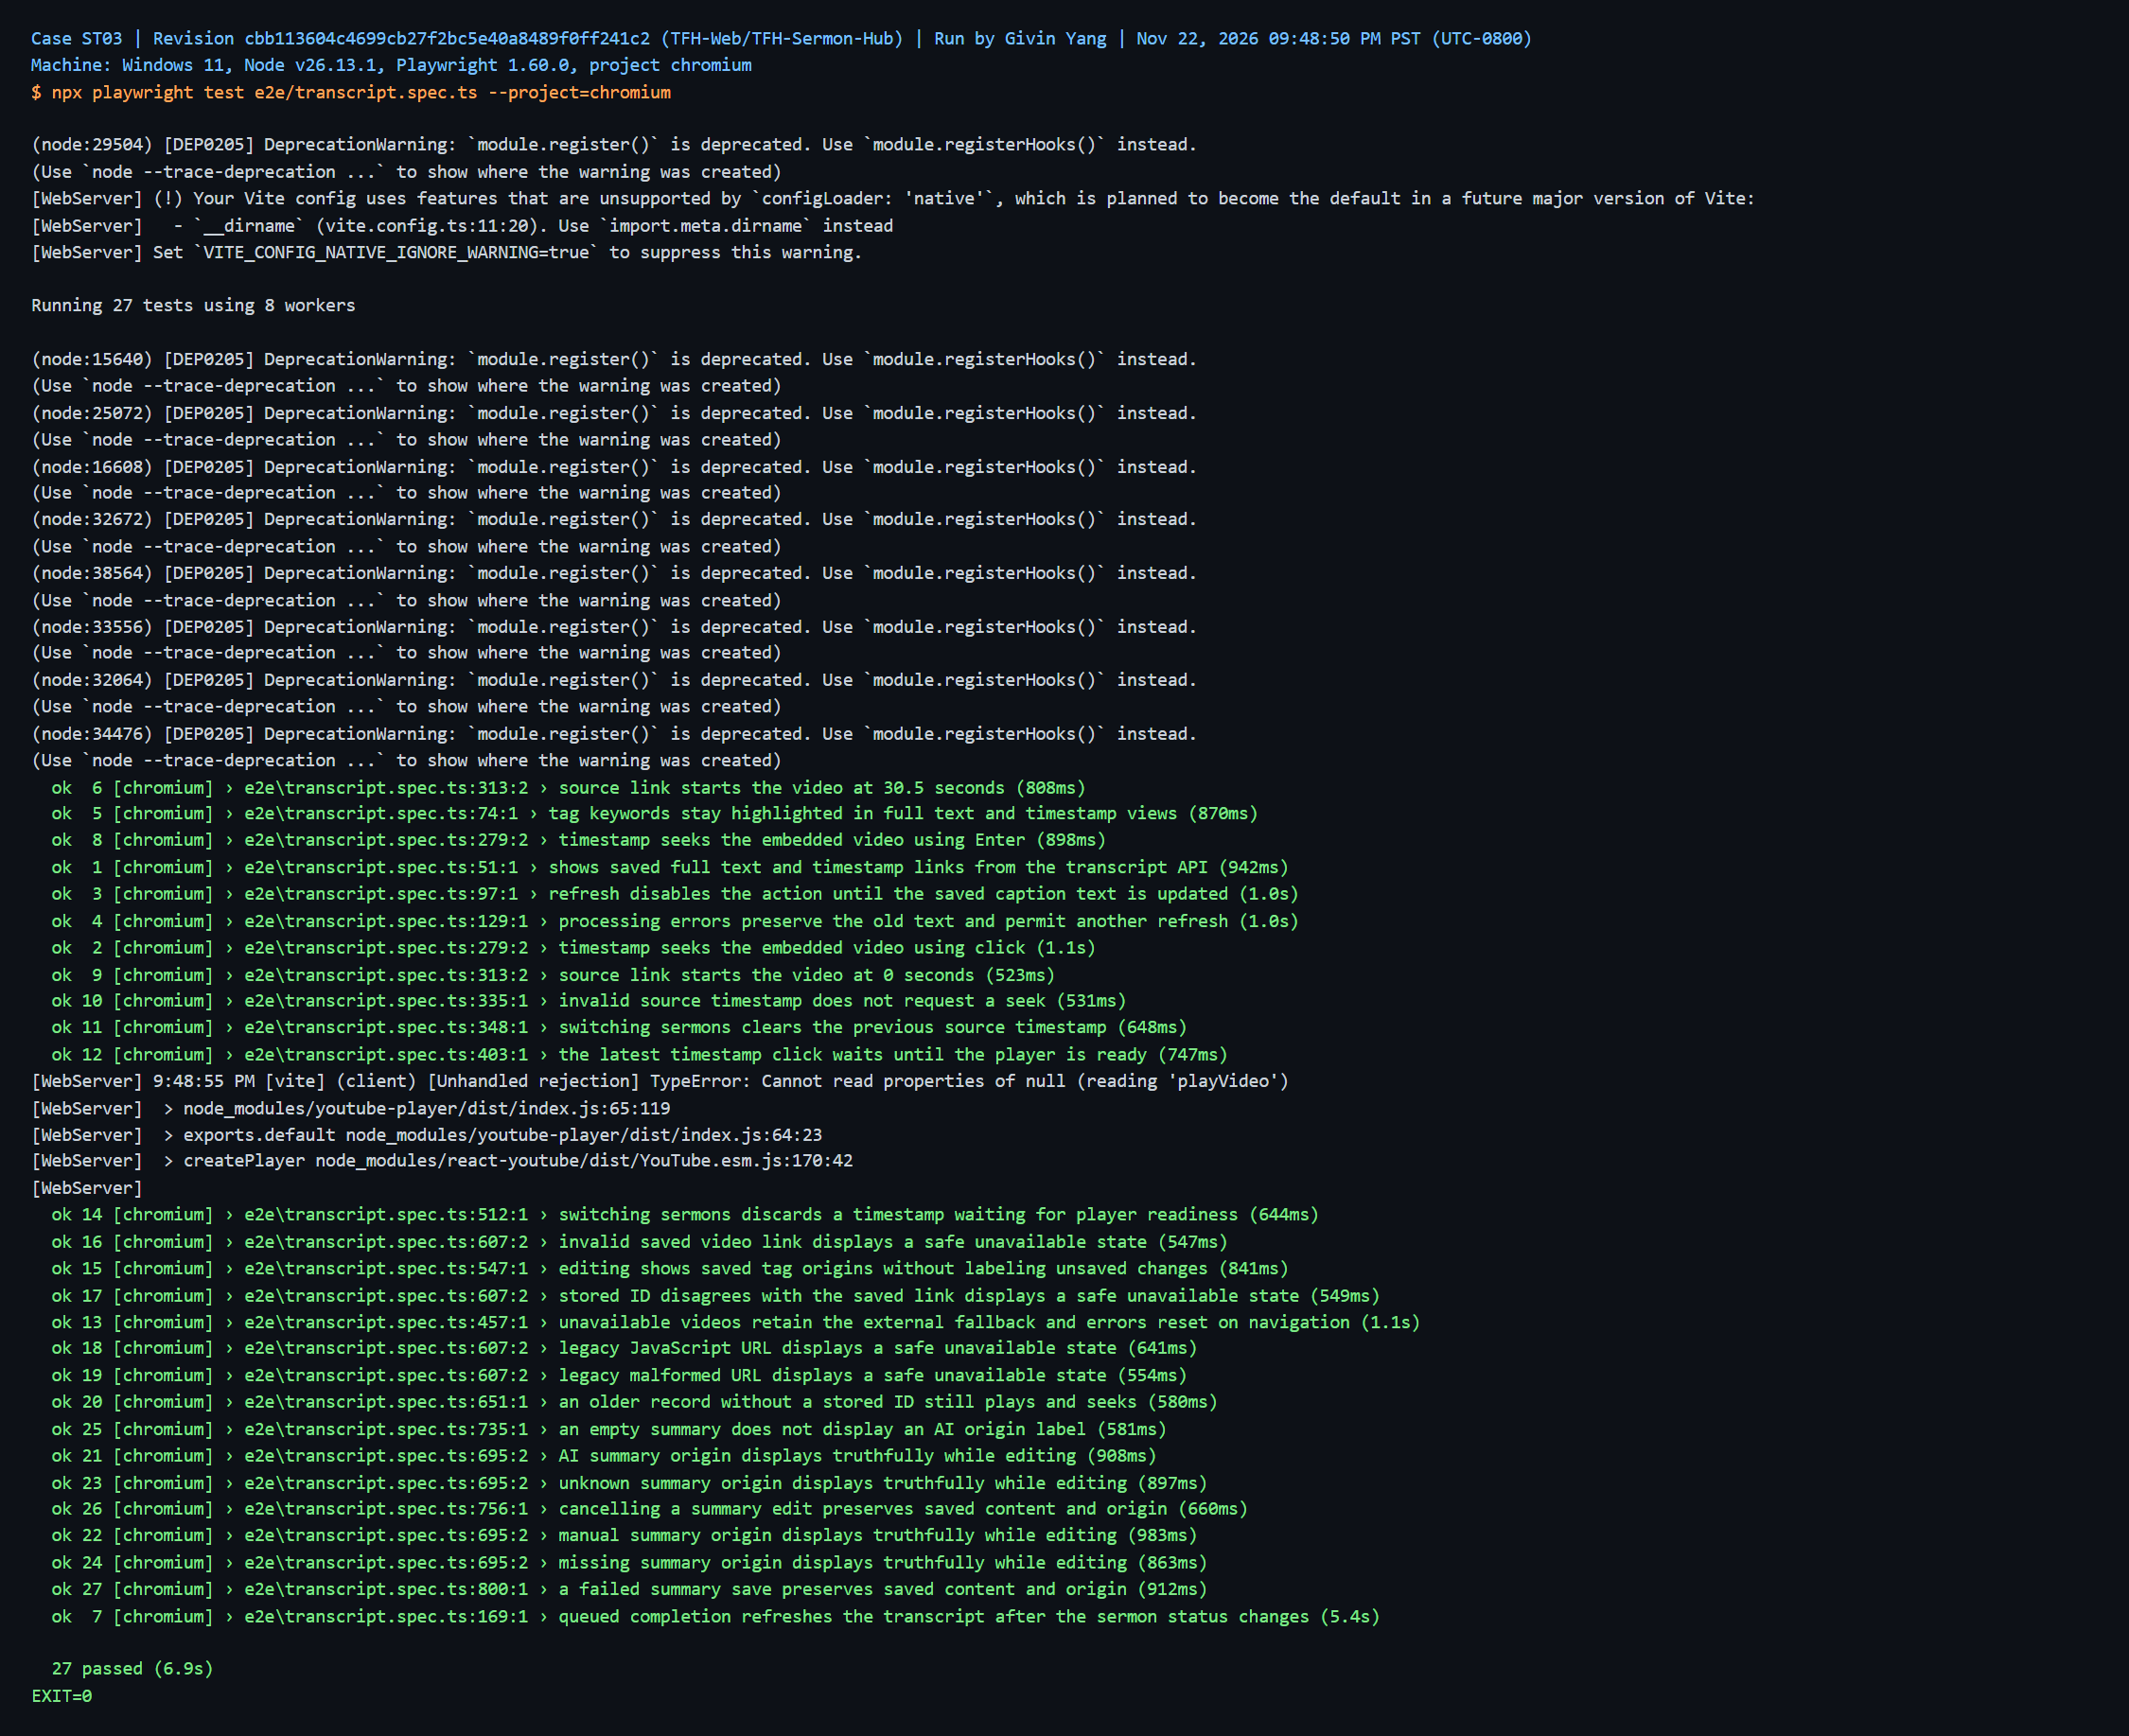 Case ST03 | Revision cbb113604c4699cb27f2bc5e40a8489f0ff241c2 (TFH-Web/TFH-Sermon-Hub) | Run by Givin Yang | Nov 22, 2026 09:48:50 PM PST (UTC-0800)
Machine: Windows 11, Node v26.13.1, Playwright 1.60.0, project chromium
$ npx playwright test e2e/transcript.spec.ts --project=chromium
(node:29504) [DEP0205] DeprecationWarning: `module.register()` is deprecated. Use `module.registerHooks()` instead.
(Use `node --trace-deprecation ...` to show where the warning was created)
[WebServer] (!) Your Vite config uses features that are unsupported by `configLoader: 'native'`, which is planned to become the default in a future major version of Vite:
[WebServer]   - `__dirname` (vite.config.ts:11:20). Use `import.meta.dirname` instead
[WebServer] Set `VITE_CONFIG_NATIVE_IGNORE_WARNING=true` to suppress this warning.
Running 27 tests using 8 workers
(node:15640) [DEP0205] DeprecationWarning: `module.register()` is deprecated. Use `module.registerHooks()` instead.
(Use `node --trace-deprecation ...` to show where the warning was created)
(node:25072) [DEP0205] DeprecationWarning: `module.register()` is deprecated. Use `module.registerHooks()` instead.
(Use `node --trace-deprecation ...` to show where the warning was created)
(node:16608) [DEP0205] DeprecationWarning: `module.register()` is deprecated. Use `module.registerHooks()` instead.
(Use `node --trace-deprecation ...` to show where the warning was created)
(node:32672) [DEP0205] DeprecationWarning: `module.register()` is deprecated. Use `module.registerHooks()` instead.
(Use `node --trace-deprecation ...` to show where the warning was created)
(node:38564) [DEP0205] DeprecationWarning: `module.register()` is deprecated. Use `module.registerHooks()` instead.
(Use `node --trace-deprecation ...` to show where the warning was created)
(node:33556) [DEP0205] DeprecationWarning: `module.register()` is deprecated. Use `module.registerHooks()` instead.
(Use `node --trace-deprecation ...` to show where the warning was created)
(node:32064) [DEP0205] DeprecationWarning: `module.register()` is deprecated. Use `module.registerHooks()` instead.
(Use `node --trace-deprecation ...` to show where the warning was created)
(node:34476) [DEP0205] DeprecationWarning: `module.register()` is deprecated. Use `module.registerHooks()` instead.
(Use `node --trace-deprecation ...` to show where the warning was created)
  ok  6 [chromium] › e2e\transcript.spec.ts:313:2 › source link starts the video at 30.5 seconds (808ms)
  ok  5 [chromium] › e2e\transcript.spec.ts:74:1 › tag keywords stay highlighted in full text and timestamp views (870ms)
  ok  8 [chromium] › e2e\transcript.spec.ts:279:2 › timestamp seeks the embedded video using Enter (898ms)
  ok  1 [chromium] › e2e\transcript.spec.ts:51:1 › shows saved full text and timestamp links from the transcript API (942ms)
  ok  3 [chromium] › e2e\transcript.spec.ts:97:1 › refresh disables the action until the saved caption text is updated (1.0s)
  ok  4 [chromium] › e2e\transcript.spec.ts:129:1 › processing errors preserve the old text and permit another refresh (1.0s)
  ok  2 [chromium] › e2e\transcript.spec.ts:279:2 › timestamp seeks the embedded video using click (1.1s)
  ok  9 [chromium] › e2e\transcript.spec.ts:313:2 › source link starts the video at 0 seconds (523ms)
  ok 10 [chromium] › e2e\transcript.spec.ts:335:1 › invalid source timestamp does not request a seek (531ms)
  ok 11 [chromium] › e2e\transcript.spec.ts:348:1 › switching sermons clears the previous source timestamp (648ms)
  ok 12 [chromium] › e2e\transcript.spec.ts:403:1 › the latest timestamp click waits until the player is ready (747ms)
[WebServer] 9:48:55 PM [vite] (client) [Unhandled rejection] TypeError: Cannot read properties of null (reading 'playVideo')
[WebServer]  > node_modules/youtube-player/dist/index.js:65:119
[WebServer]  > exports.default node_modules/youtube-player/dist/index.js:64:23
[WebServer]  > createPlayer node_modules/react-youtube/dist/YouTube.esm.js:170:42
[WebServer]
  ok 14 [chromium] › e2e\transcript.spec.ts:512:1 › switching sermons discards a timestamp waiting for player readiness (644ms)
  ok 16 [chromium] › e2e\transcript.spec.ts:607:2 › invalid saved video link displays a safe unavailable state (547ms)
  ok 15 [chromium] › e2e\transcript.spec.ts:547:1 › editing shows saved tag origins without labeling unsaved changes (841ms)
  ok 17 [chromium] › e2e\transcript.spec.ts:607:2 › stored ID disagrees with the saved link displays a safe unavailable state (549ms)
  ok 13 [chromium] › e2e\transcript.spec.ts:457:1 › unavailable videos retain the external fallback and errors reset on navigation (1.1s)
  ok 18 [chromium] › e2e\transcript.spec.ts:607:2 › legacy JavaScript URL displays a safe unavailable state (641ms)
  ok 19 [chromium] › e2e\transcript.spec.ts:607:2 › legacy malformed URL displays a safe unavailable state (554ms)
  ok 20 [chromium] › e2e\transcript.spec.ts:651:1 › an older record without a stored ID still plays and seeks (580ms)
  ok 25 [chromium] › e2e\transcript.spec.ts:735:1 › an empty summary does not display an AI origin label (581ms)
  ok 21 [chromium] › e2e\transcript.spec.ts:695:2 › AI summary origin displays truthfully while editing (908ms)
  ok 23 [chromium] › e2e\transcript.spec.ts:695:2 › unknown summary origin displays truthfully while editing (897ms)
  ok 26 [chromium] › e2e\transcript.spec.ts:756:1 › cancelling a summary edit preserves saved content and origin (660ms)
  ok 22 [chromium] › e2e\transcript.spec.ts:695:2 › manual summary origin displays truthfully while editing (983ms)
  ok 24 [chromium] › e2e\transcript.spec.ts:695:2 › missing summary origin displays truthfully while editing (863ms)
  ok 27 [chromium] › e2e\transcript.spec.ts:800:1 › a failed summary save preserves saved content and origin (912ms)
  ok  7 [chromium] › e2e\transcript.spec.ts:169:1 › queued completion refreshes the transcript after the sermon status changes (5.4s)
  27 passed (6.9s)
EXIT=0